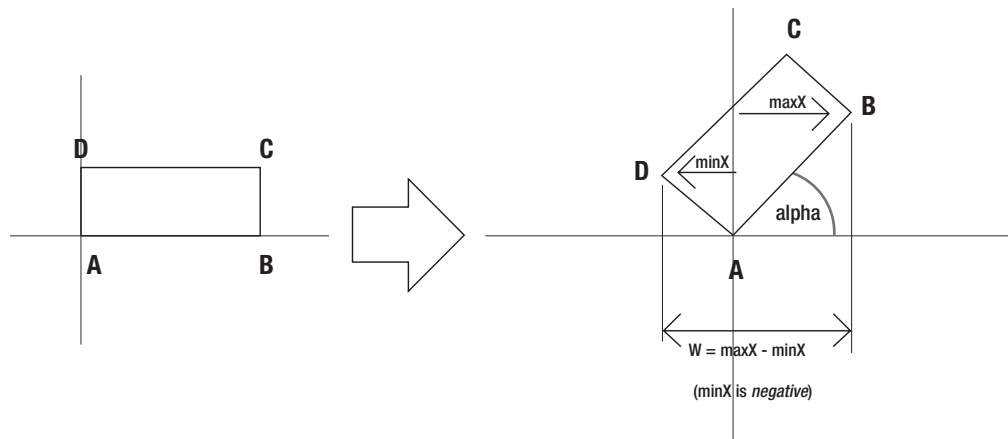 D
C
A
B
C
maxX
B
minX
D
alpha
A
W = maxX - minX
(minX is negative)